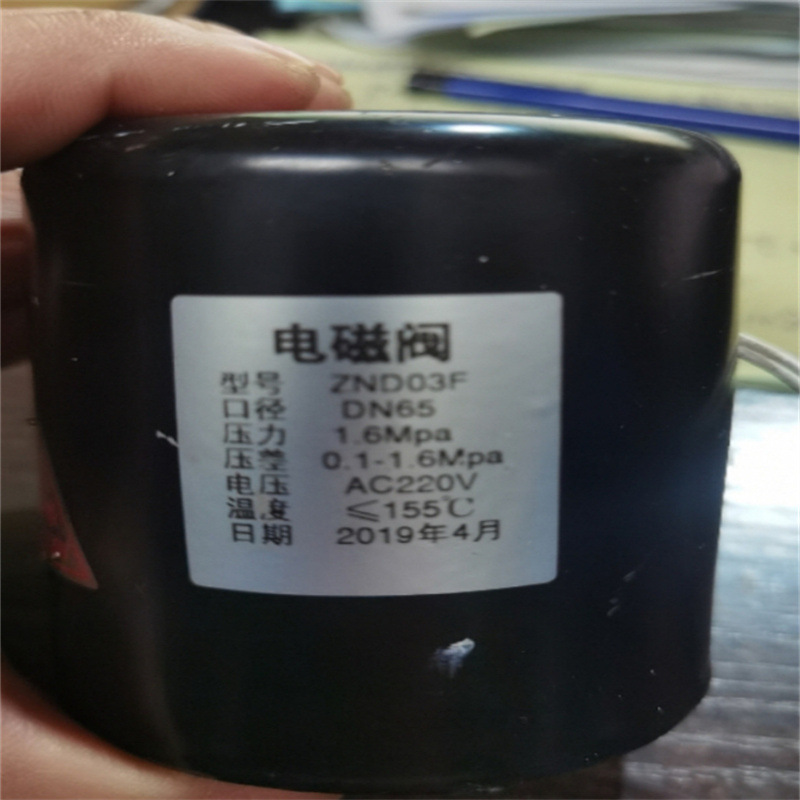 电磁阀
型号 ZND03F
口径 DN65
压力 1.6Mpa
压差 0.1-1.6Mpa
电压 AC220V
温度 ≤155℃
日期 2019年4月